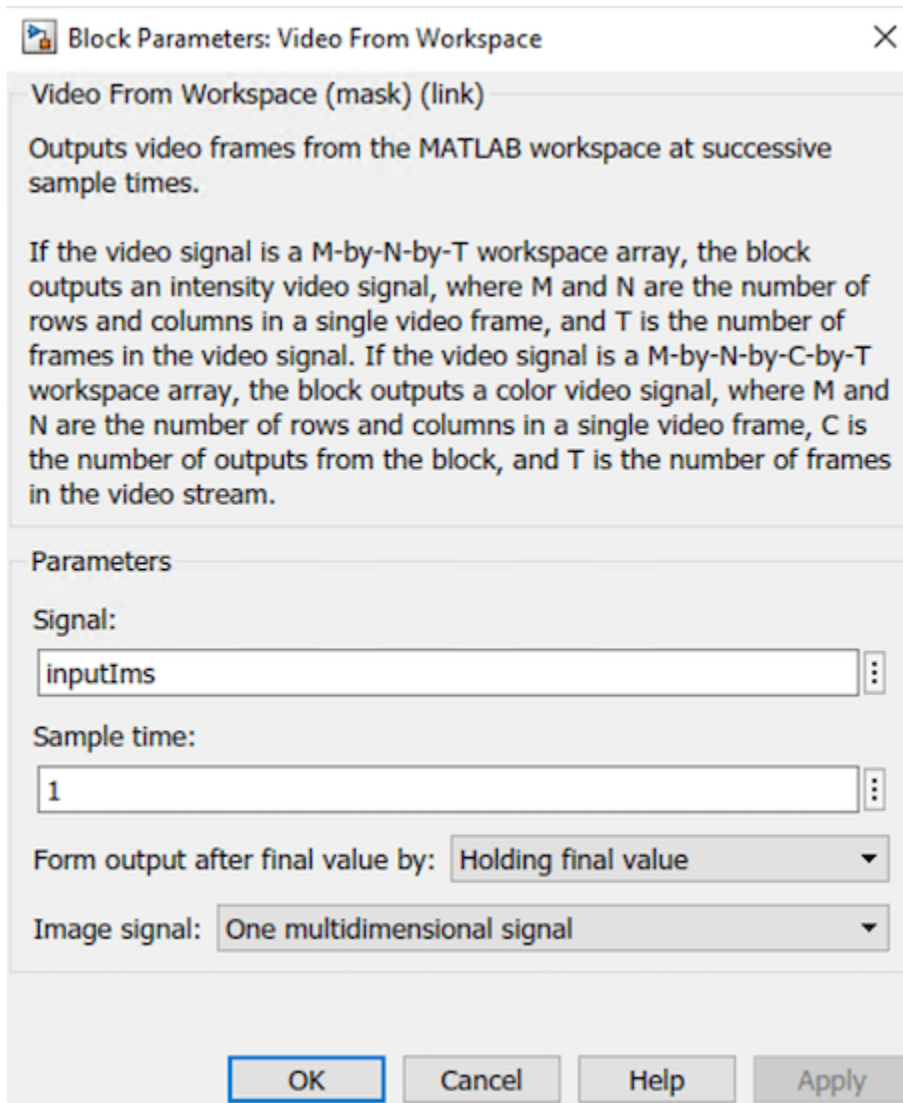 Block Parameters: Video From Workspace
Video From Workspace (mask) (link)
Outputs video frames from the MATLAB workspace at successive
sample times.
If the video signal is a M-by-N-by-T workspace array, the block
outputs an intensity video signal, where M and N are the number of
rows and columns in a single video frame, and T is the number of
frames in the video signal. If the video signal is a M-by-N-by-C-by-T
workspace array, the block outputs a color video signal, where M and
N are the number of rows and columns in a single video frame, C is
the number of outputs from the block, and T is the number of frames
in the video stream.
Parameters
Signal:
inputIms
Sample time:
1
Form output after final value by: Holding final value
Image signal: One multidimensional signal
OK Cancel Help Apply